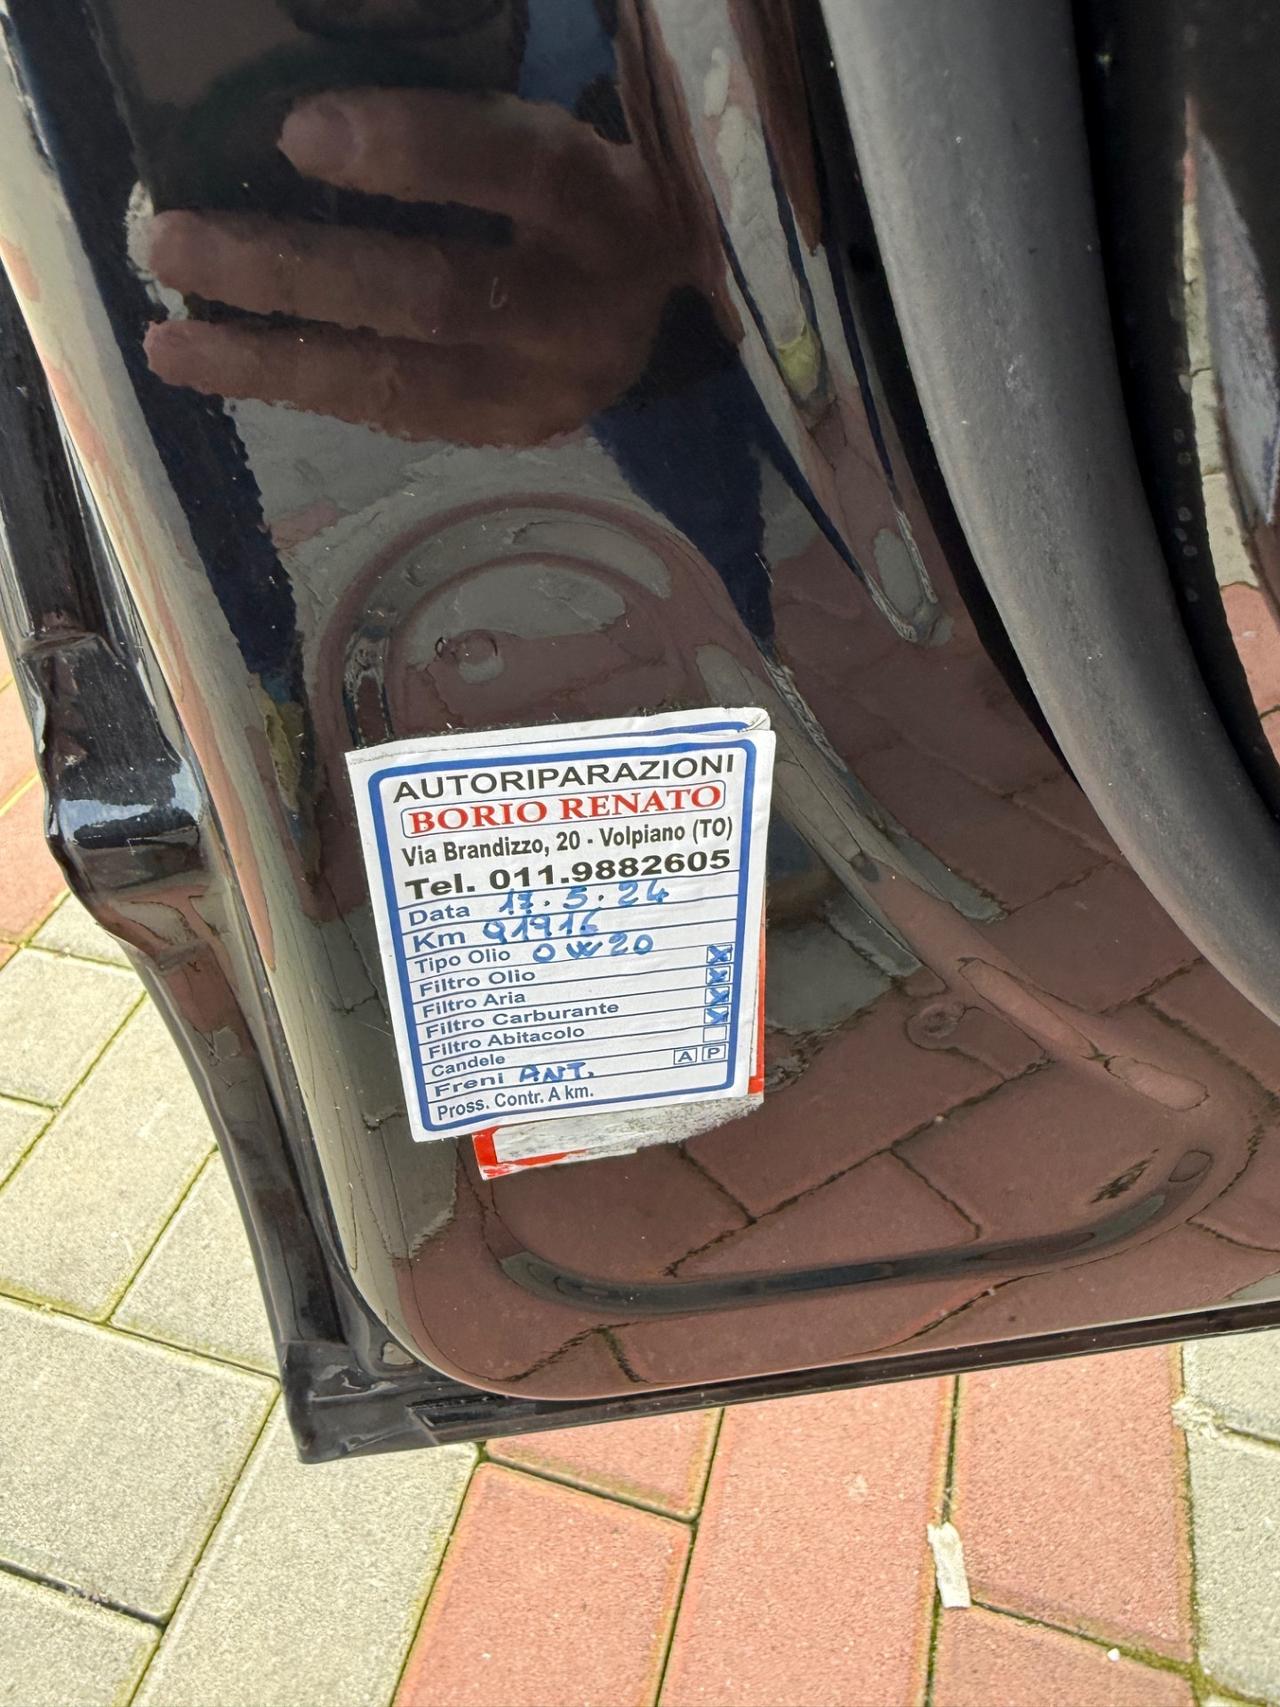 AUTORIPARAZIONI
BORIO RENATO
Via Brandizzo, 20 - Volpiano (TO)
Tel. 011.9882605
Data 17.5.24
Km 91916
Tipo Olio 0W20
Filtro Olio
Filtro Aria
Filtro Carburante
Filtro Abitacolo
Candele
Freni ANT. A P
Pross. Contr. A km.